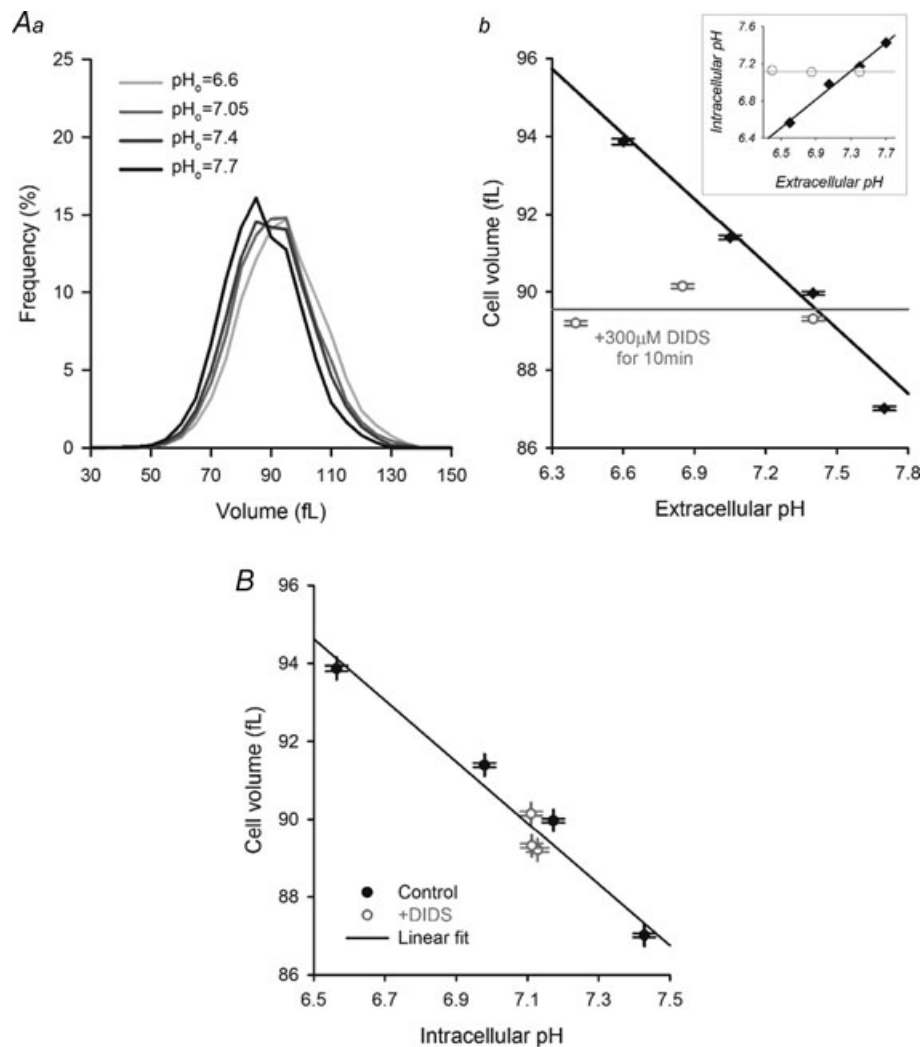 Aa
25
20
15
10
5
0
Frequency (%)
pHo=6.6
pHo=7.05
pHo=7.4
pHo=7.7
30 50 70 90 110 130 150
Volume (fL)
b
96
94
92
90
88
86
Cell volume (fL)
+300µM DIDS
for 10min
6.3 6.6 6.9 7.2 7.5 7.8
Extracellular pH
7.6
7.2
6.8
6.4
Intracellular pH
6.5 6.9 7.3 7.7
Extracellular pH
B
96
94
92
90
88
86
Cell volume (fL)
Control
+DIDS
Linear fit
6.5 6.7 6.9 7.1 7.3 7.5
Intracellular pH